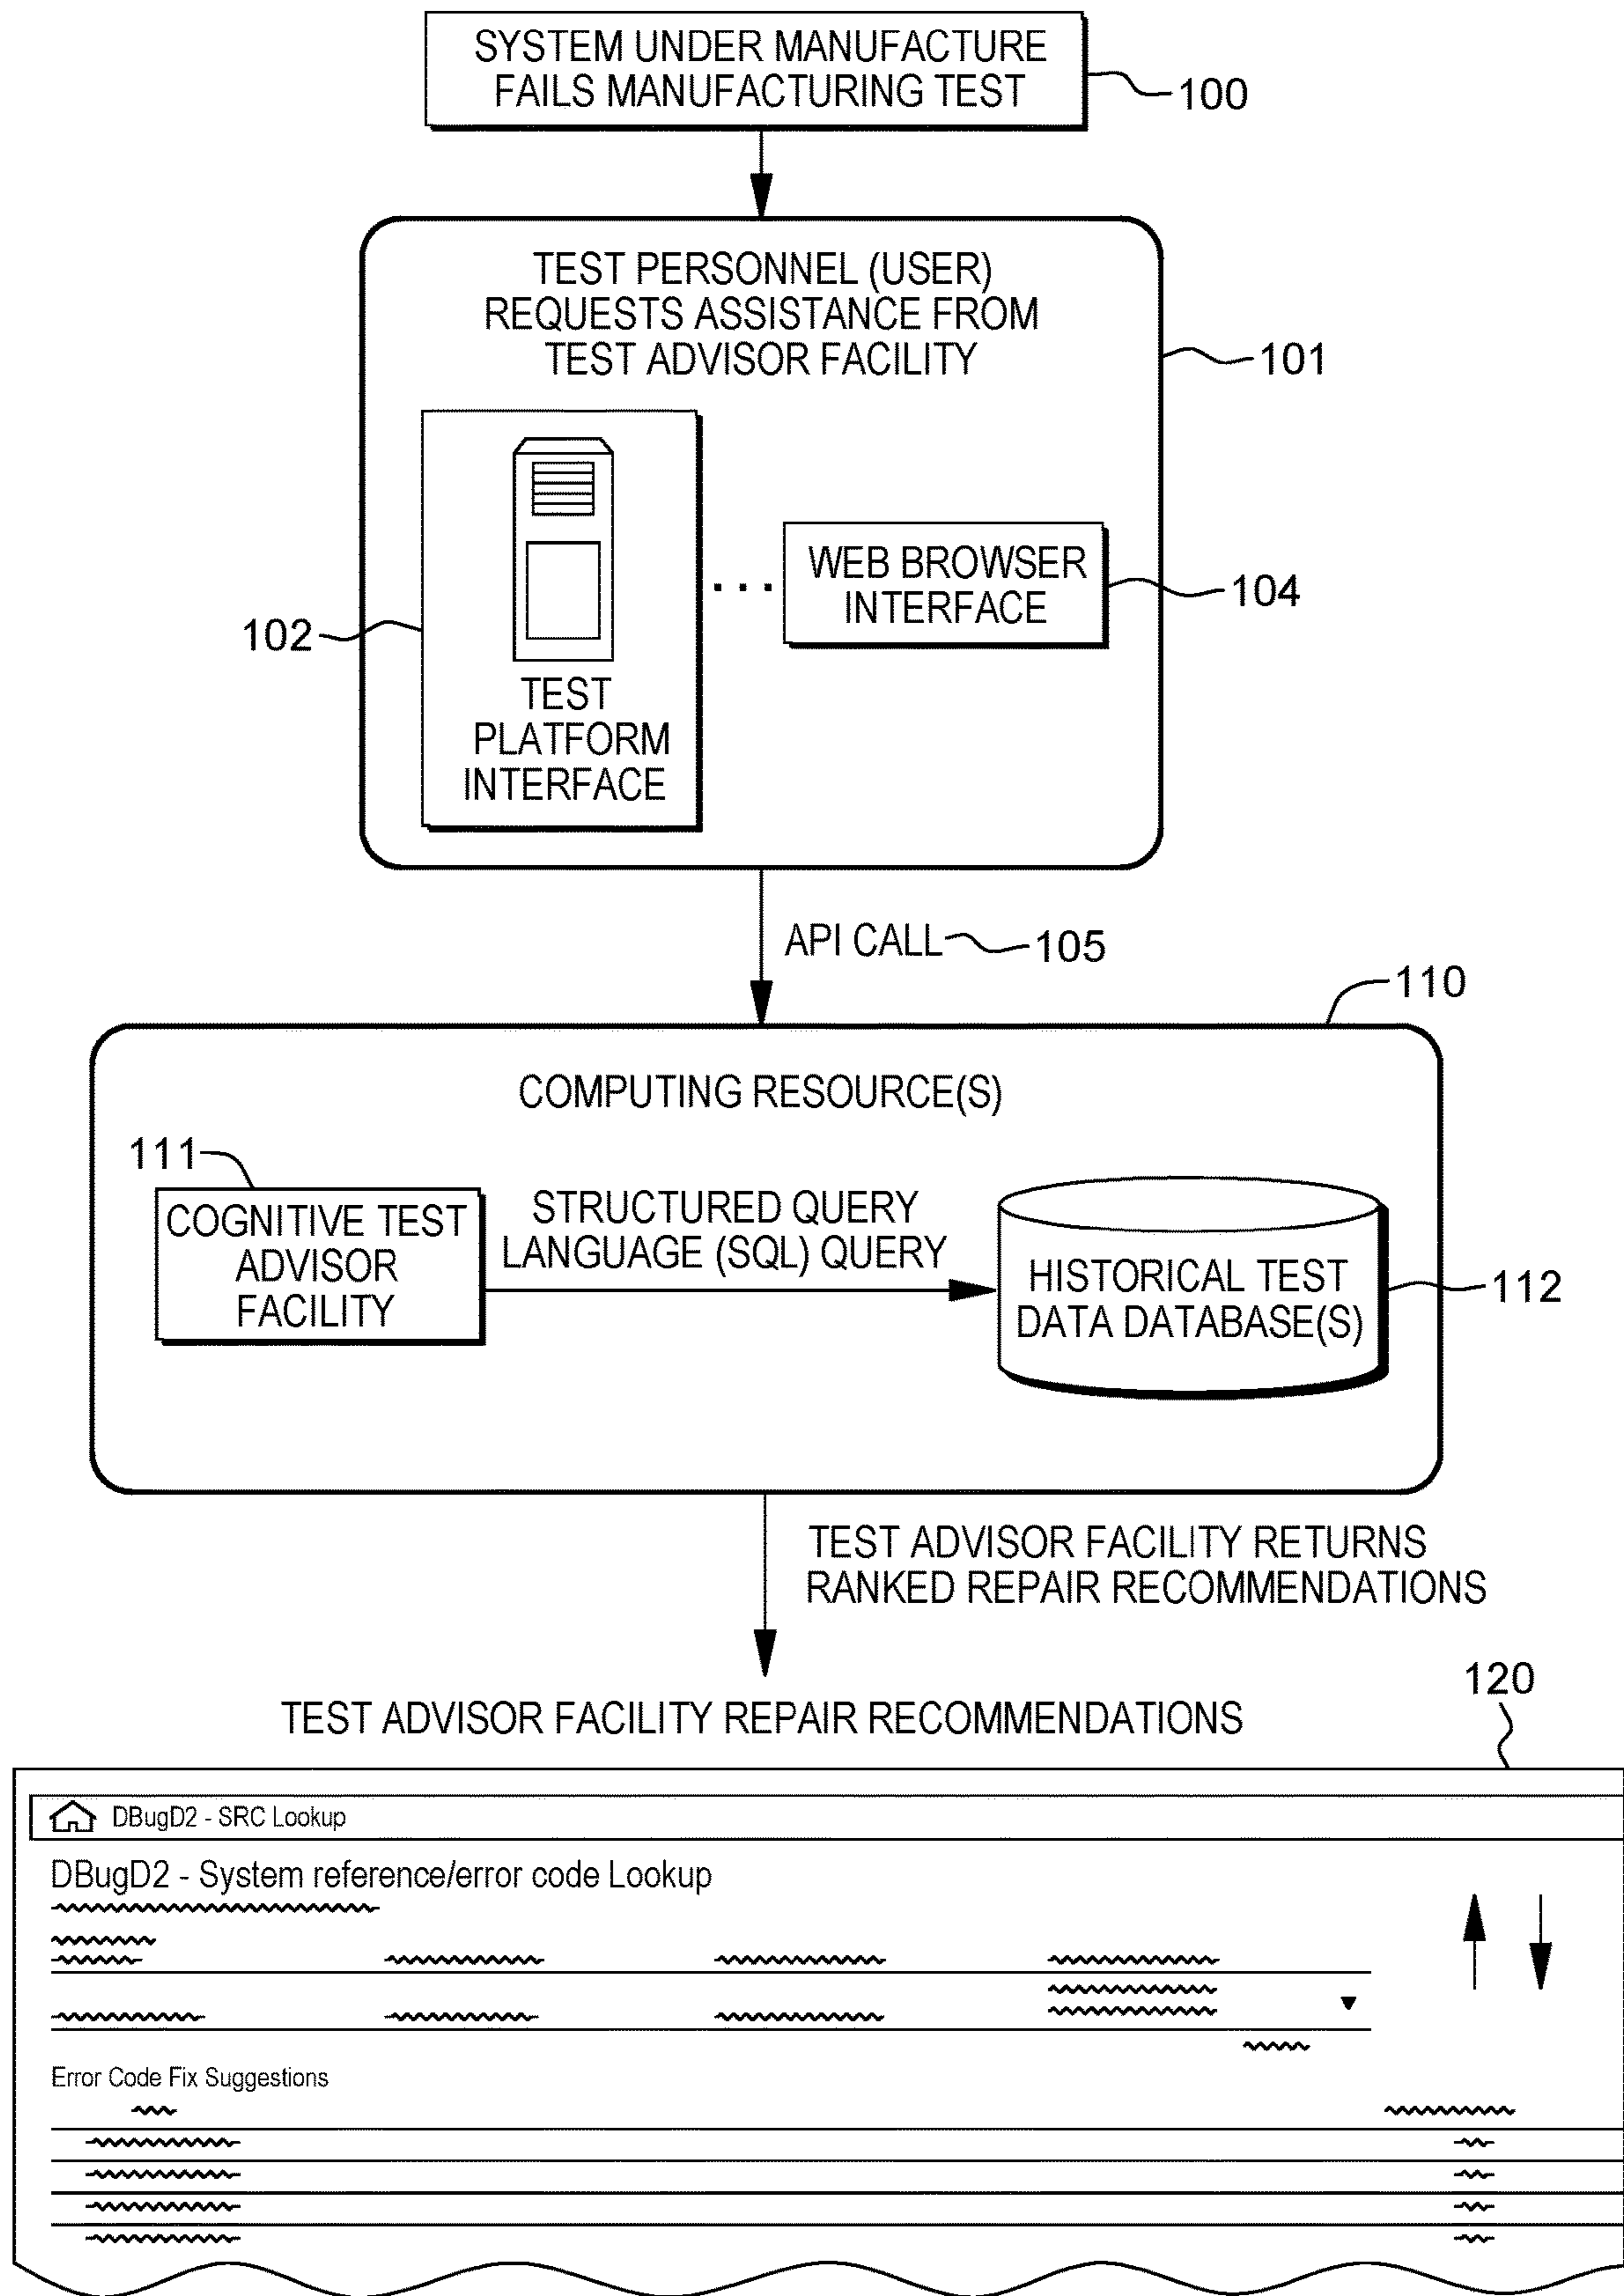 SYSTEM UNDER MANUFACTURE
FAILS MANUFACTURING TEST
100
TEST PERSONNEL (USER)
REQUESTS ASSISTANCE FROM
TEST ADVISOR FACILITY
101
102
TEST
PLATFORM
INTERFACE
...
WEB BROWSER
INTERFACE
104
API CALL
105
110
COMPUTING RESOURCE(S)
111
COGNITIVE TEST
ADVISOR
FACILITY
STRUCTURED QUERY
LANGUAGE (SQL) QUERY
HISTORICAL TEST
DATA DATABASE(S)
112
TEST ADVISOR FACILITY RETURNS
RANKED REPAIR RECOMMENDATIONS
TEST ADVISOR FACILITY REPAIR RECOMMENDATIONS
120
DBugD2 - SRC Lookup
DBugD2 - System reference/error code Lookup
Error Code Fix Suggestions